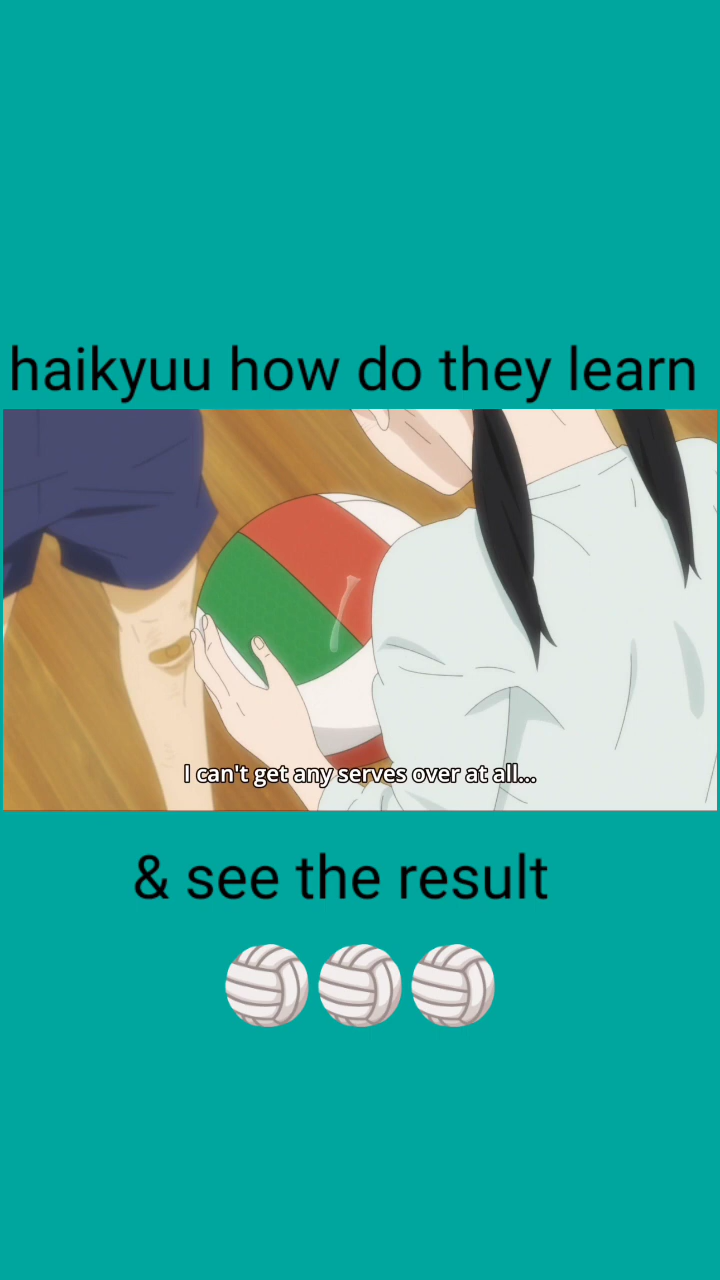 haikyuu how do they learn
I can't get any serves over at all...
& see the result